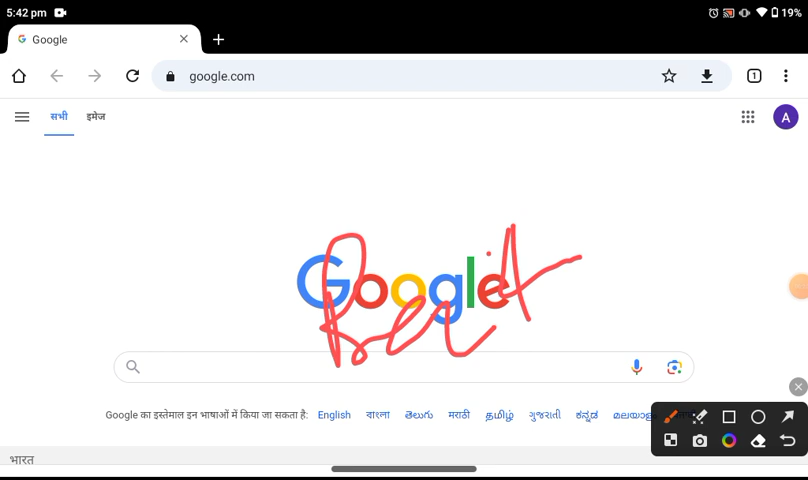 5:42 pm 19%
Google
google.com 1
सभी इमेज A
Google
Google का इस्तेमाल इन भाषाओं में किया जा सकता है: English বাংলা తెలుగు मराठी தமிழ் ગુજરાતી ಕನ್ನಡ
भारत